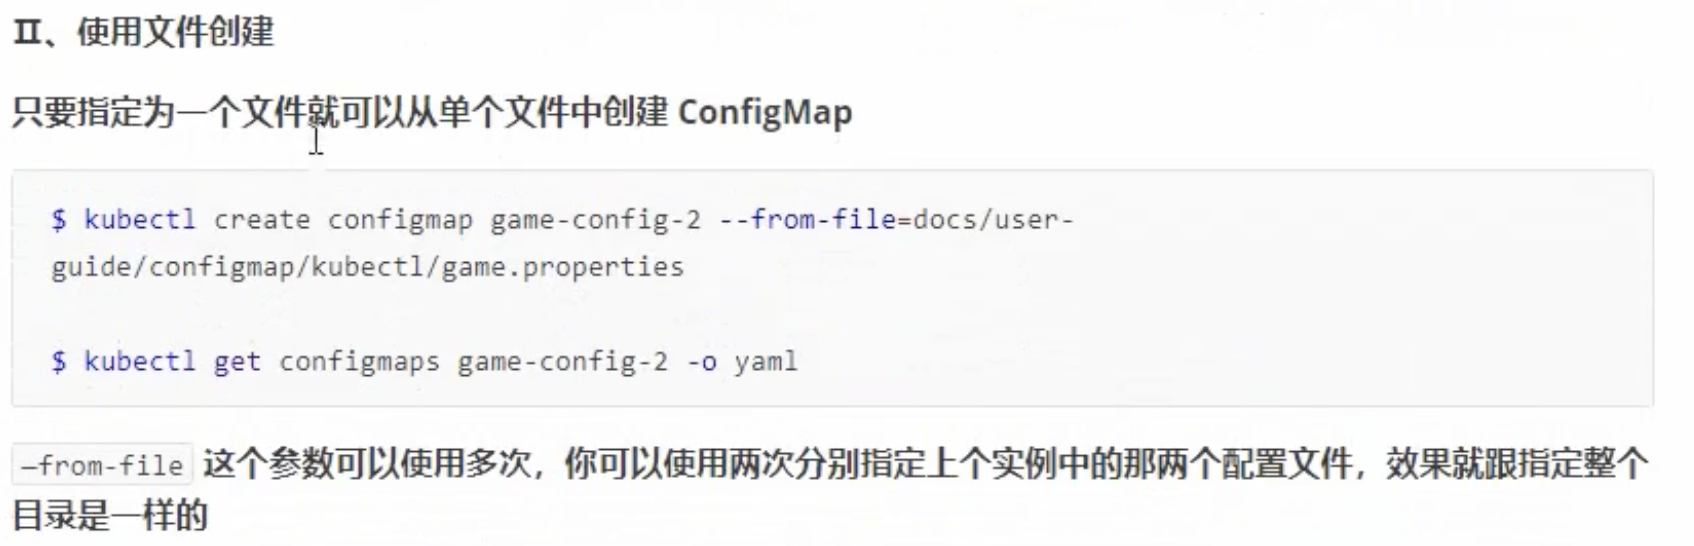 Ⅱ、使用文件创建
只要指定为一个文件就可以从单个文件中创建 ConfigMap
$ kubectl create configmap game-config-2 --from-file=docs/user-
guide/configmap/kubectl/game.properties
$ kubectl get configmaps game-config-2 -o yaml
—from-file 这个参数可以使用多次，你可以使用两次分别指定上个实例中的那两个配置文件，效果就跟指定整个
目录是一样的